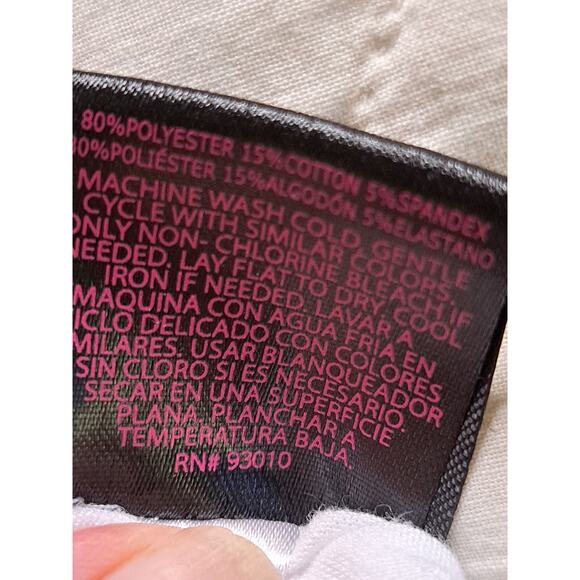 80%POLYESTER 15%COTTON 5%SPANDEX
80%POLIÉSTER 15%ALGODÓN 5%ELASTANO
MACHINE WASH COLD, GENTLE
CYCLE WITH SIMILAR COLORS.
ONLY NON- CHLORINE BLEACH.IF
NEEDED. LAY FLAT TO DRY, COOL
IRON IF NEEDED. LAVAR A
MAQUINA CON AGUA FRIA EN
CICLO DELICADO CON COLORES
SIMILARES. USAR BLANQUEADOR
SIN CLORO SI ES NECESARIO.
SECAR EN UNA SUPERFICIE
PLANA. PLANCHAR A
TEMPERATURA BAJA.
RN# 93010